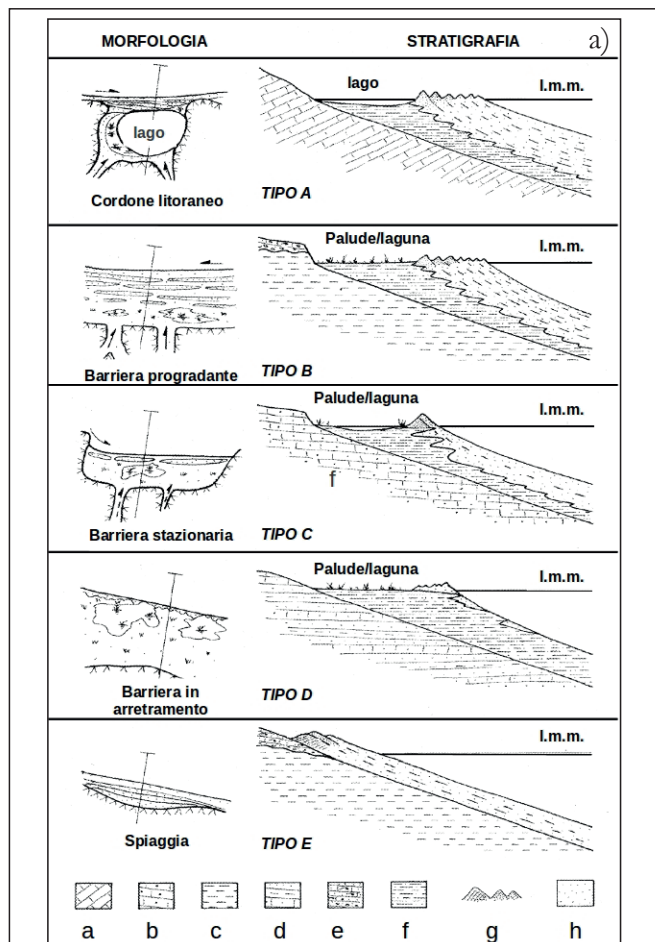 MORFOLOGIA STRATIGRAFIA a)
lago
lago l.m.m.
Cordone litoraneo TIPO A
Palude/laguna l.m.m.
Barriera progradante TIPO B
Palude/laguna l.m.m.
f
Barriera stazionaria TIPO C
Palude/laguna l.m.m.
Barriera in
arretramento TIPO D
l.m.m.
Spiaggia TIPO E
a b c d e f g h